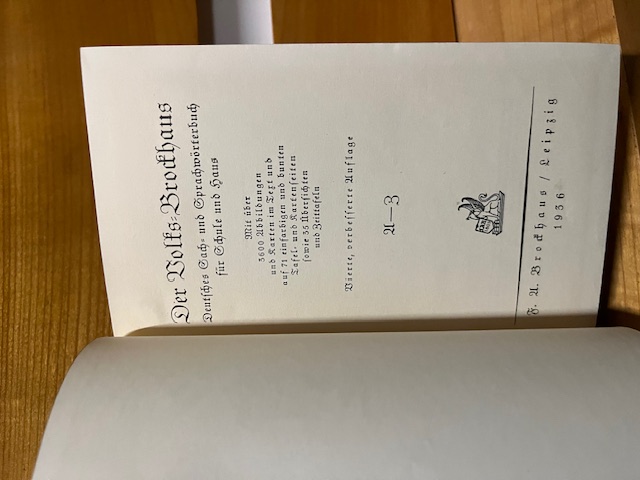 Der Volks=Brockhaus
Deutsches Sach= und Sprachwörterbuch
für Schule und Haus
Mit über
3600 Abbildungen
und Karten im Text und
auf 71 einfarbigen und bunten
Tafel= und Kartenseiten
sowie 35 Übersichten
und Zeittafeln
Vierte, verbesserte Auflage
A—Z
F. A. Brockhaus / Leipzig
1936